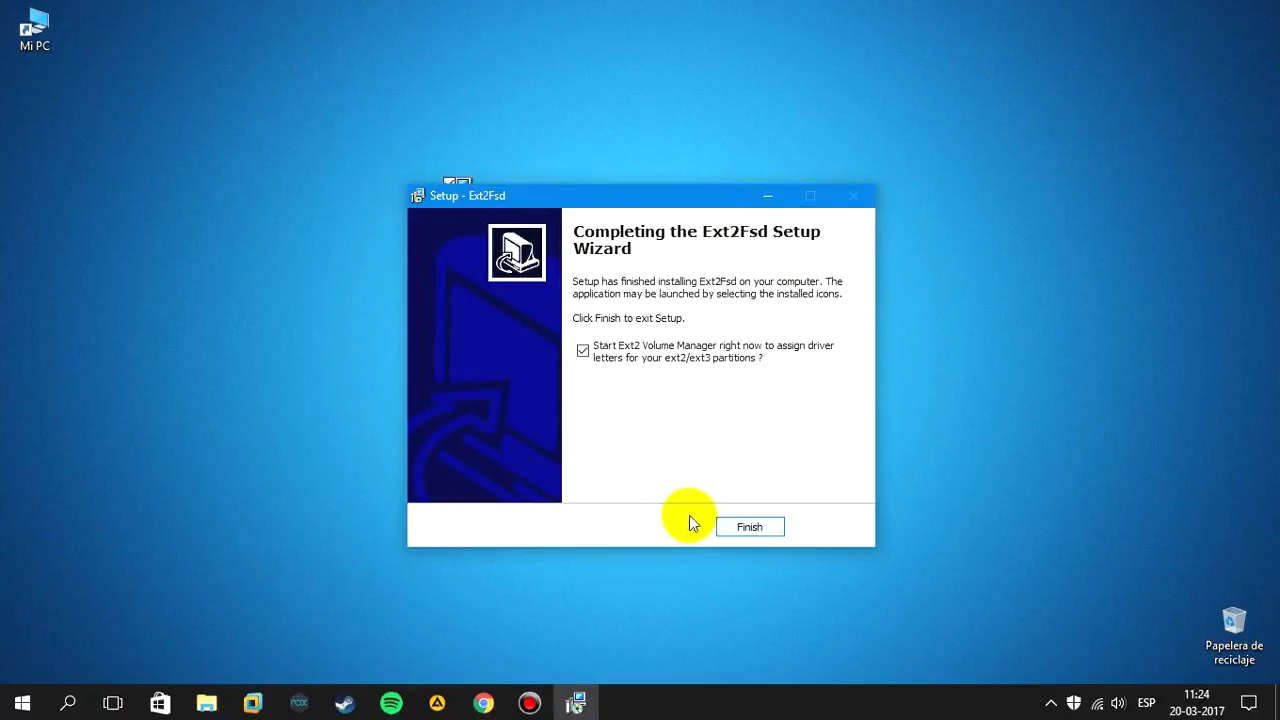 Mi PC
Setup - Ext2Fsd
Completing the Ext2Fsd Setup
Wizard
Setup has finished installing Ext2Fsd on your computer. The
application may be launched by selecting the installed icons.
Click Finish to exit Setup.
Start Ext2 Volume Manager right now to assign driver
letters for your ext2/ext3 partitions ?
Finish
Papelera de
reciclaje
nox
ESP
11:24
20-03-2017